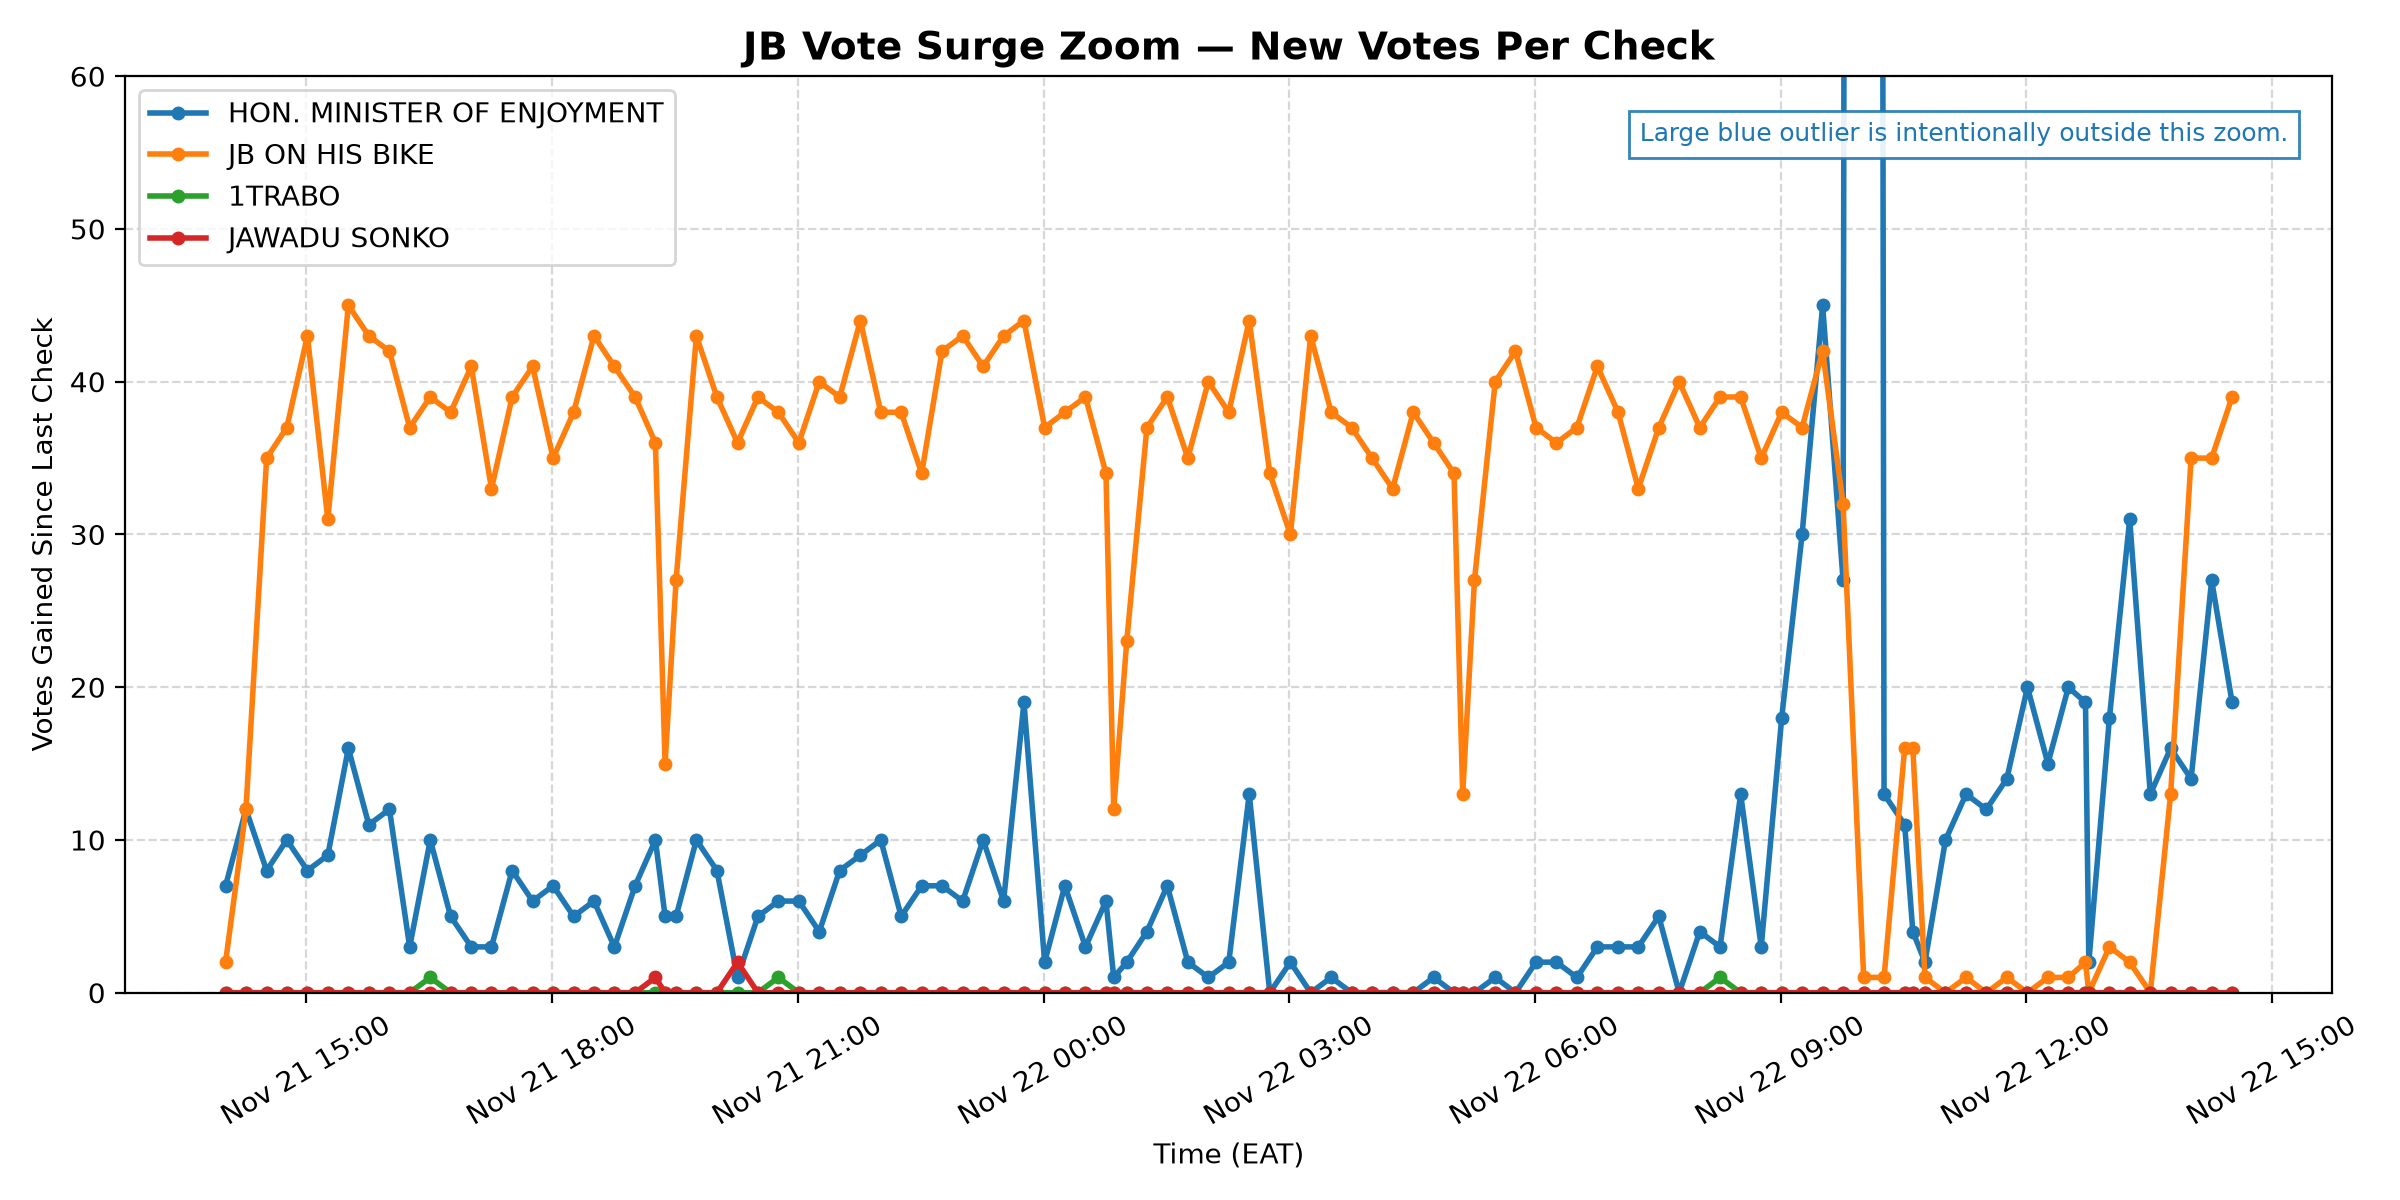 JB Vote Surge Zoom — New Votes Per Check
Votes Gained Since Last Check
60
50
40
30
20
10
0
HON. MINISTER OF ENJOYMENT
JB ON HIS BIKE
1TRABO
JAWADU SONKO
Large blue outlier is intentionally outside this zoom.
Nov 21 15:00
Nov 21 18:00
Nov 21 21:00
Nov 22 00:00
Nov 22 03:00
Nov 22 06:00
Nov 22 09:00
Nov 22 12:00
Nov 22 15:00
Time (EAT)